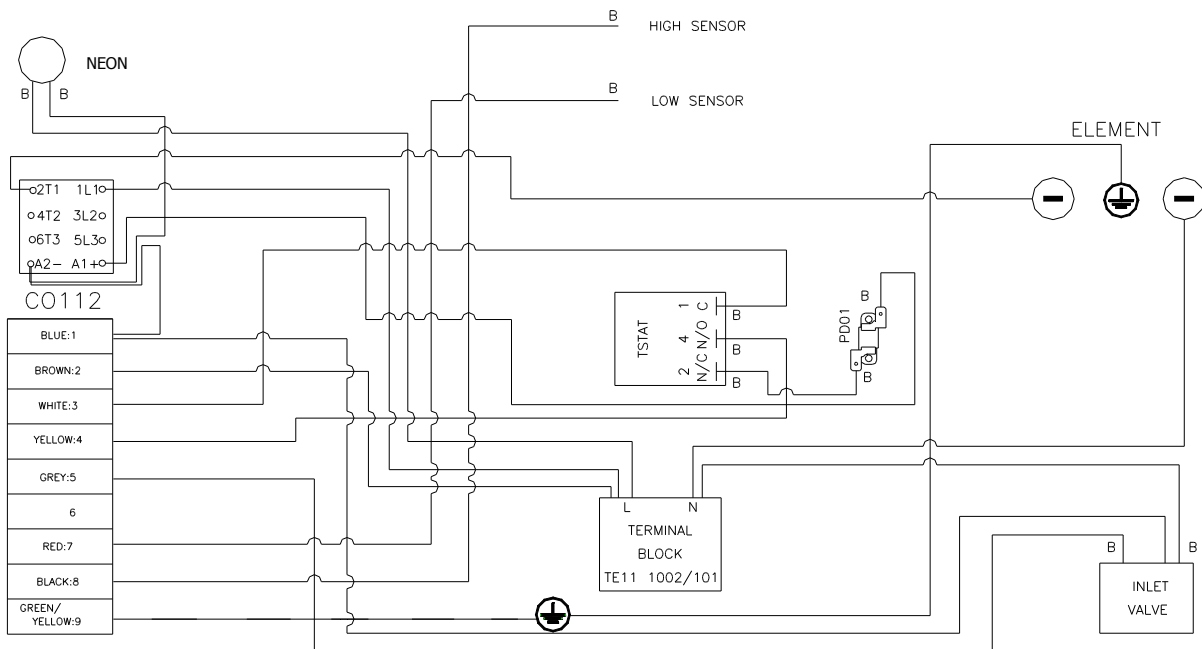 B
HIGH SENSOR
NEON
B
B
B
LOW SENSOR
ELEMENT
2T1 1L1
4T2 3L2
6T3 5L3
A2- A1+
CO112
BLUE:1
BROWN:2
WHITE:3
YELLOW:4
GREY:5
6
RED:7
BLACK:8
GREEN/
YELLOW:9
TSTAT
1 C
4 N/O
2 N/C
B
B
B
PD01
B
B
L N
TERMINAL
BLOCK
TE11 1002/101
B
B
INLET
VALVE